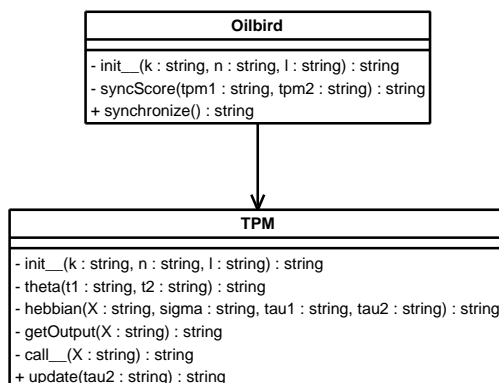 Oilbird
- init__(k : string, n : string, l : string) : string
- syncScore(tpm1 : string, tpm2 : string) : string
+ synchronize() : string
TPM
- init__(k : string, n : string, l : string) : string
- theta(t1 : string, t2 : string) : string
- hebbian(X : string, sigma : string, tau1 : string, tau2 : string) : string
- getOutput(X : string) : string
- call__(X : string) : string
+ update(tau2 : string) : string